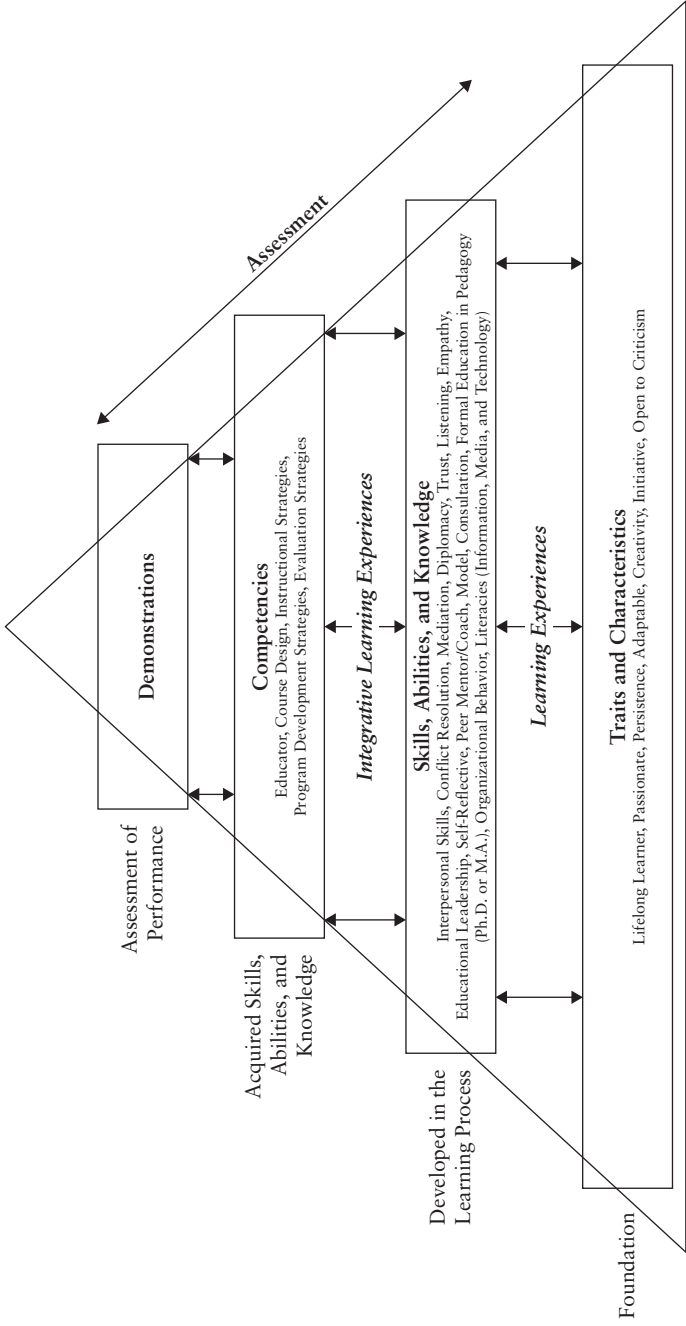 Assessment
Assessment of
Performance
Demonstrations
Acquired Skills,
Abilities, and
Knowledge
Competencies
Educator, Course Design, Instructional Strategies,
Program Development Strategies, Evaluation Strategies
Integrative Learning Experiences
Developed in the
Learning Process
Skills, Abilities, and Knowledge
Interpersonal Skills, Conflict Resolution, Mediation, Diplomacy, Trust, Listening, Empathy,
Educational Leadership, Self-Reflective, Peer Mentor/Coach, Model, Consultation, Formal Education in Pedagogy
(Ph.D. or M.A.), Organizational Behavior, Literacies (Information, Media, and Technology)
Learning Experiences
Foundation
Traits and Characteristics
Lifelong Learner, Passionate, Persistence, Adaptable, Creativity, Initiative, Open to Criticism